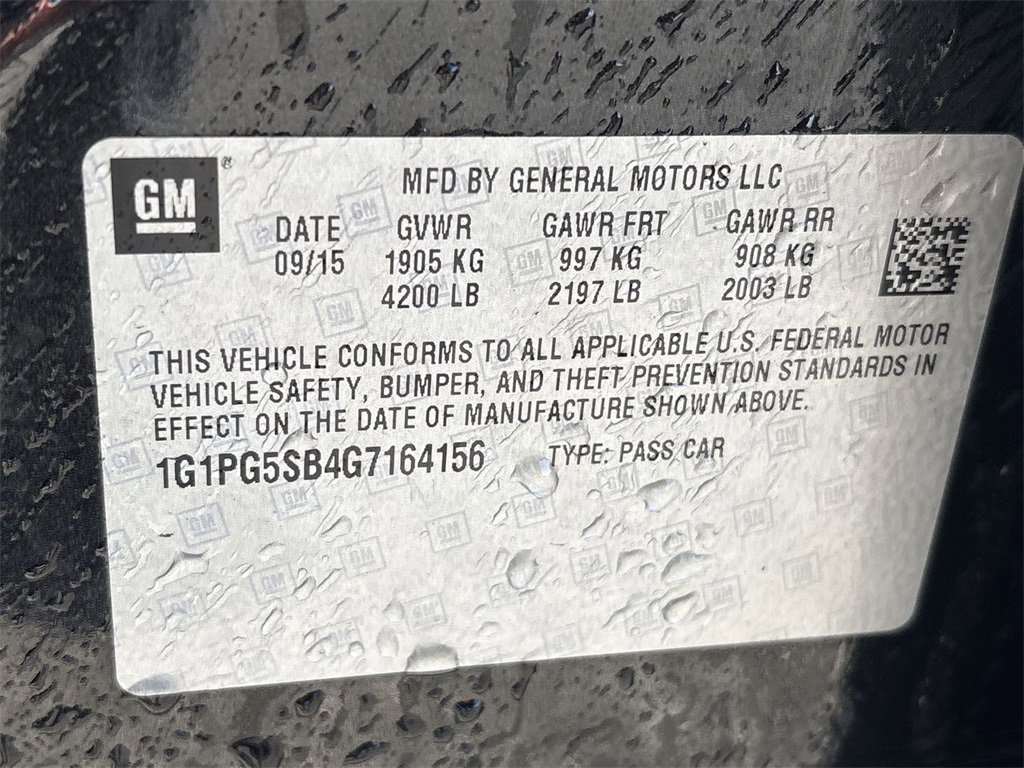 GM®
MFD BY GENERAL MOTORS LLC
DATE GVWR GAWR FRT GAWR RR
09/15 1905 KG 997 KG 908 KG
4200 LB 2197 LB 2003 LB
THIS VEHICLE CONFORMS TO ALL APPLICABLE U.S. FEDERAL MOTOR
VEHICLE SAFETY, BUMPER, AND THEFT PREVENTION STANDARDS IN
EFFECT ON THE DATE OF MANUFACTURE SHOWN ABOVE.
1G1PG5SB4G7164156 TYPE: PASS CAR